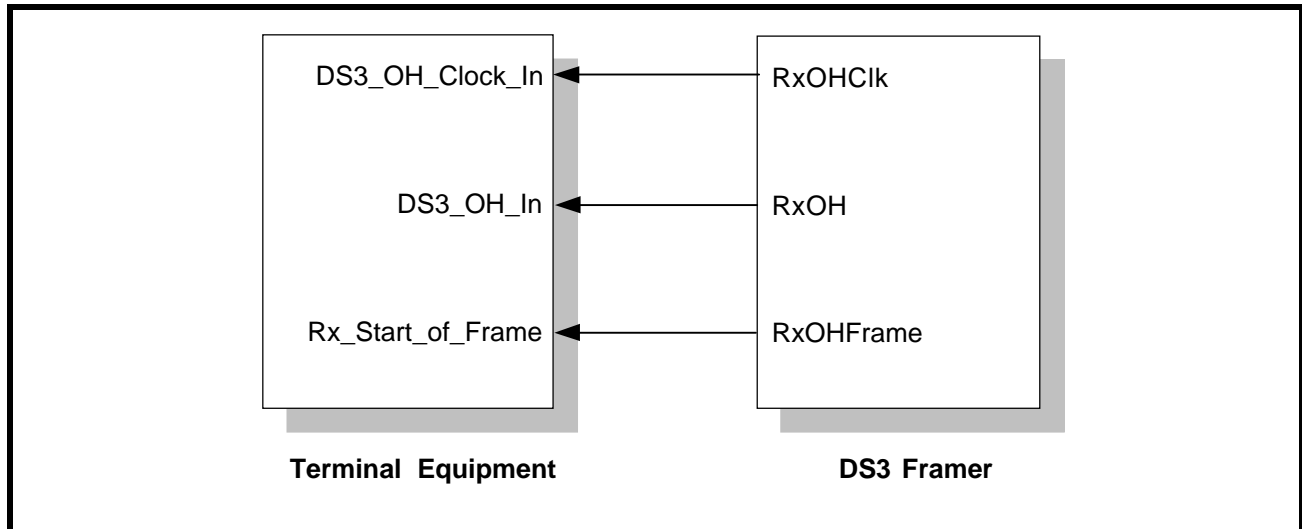 DS3_OH_Clock_In
RxOHClk
DS3_OH_In
RxOH
Rx_Start_of_Frame
RxOHFrame
Terminal Equipment
DS3 Framer